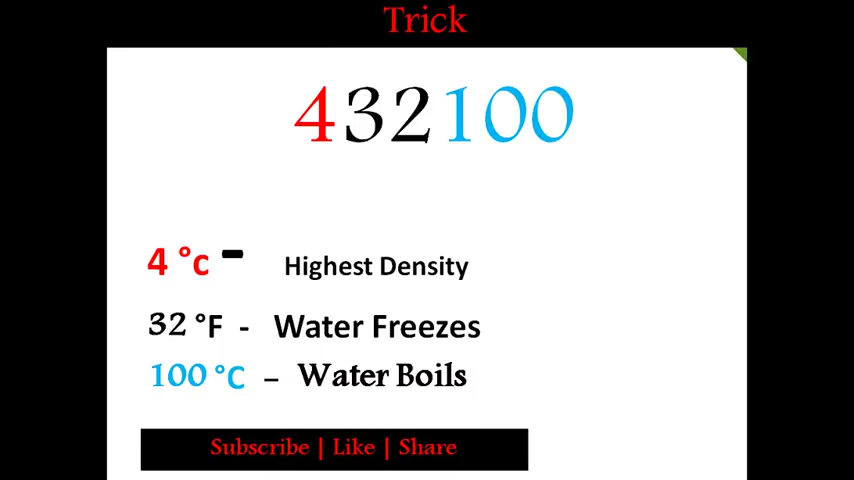 Trick
432100
4 °c - Highest Density
32 °F - Water Freezes
100 °C – Water Boils
Subscribe | Like | Share